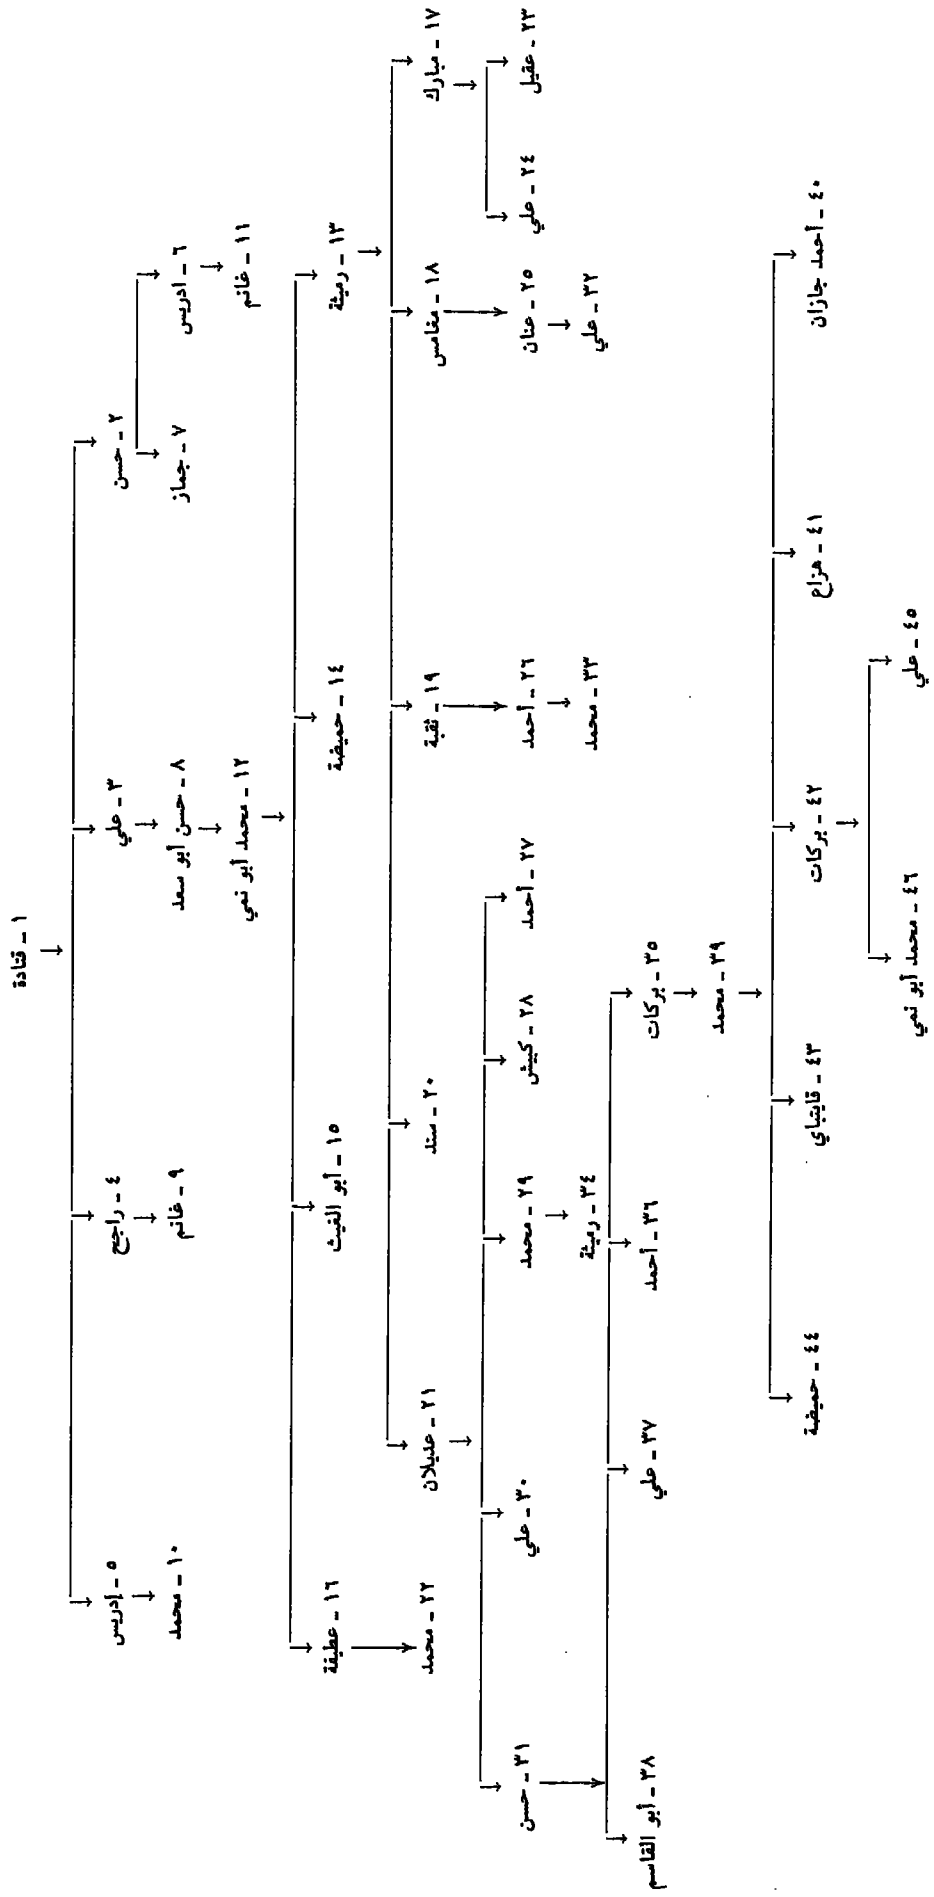 ١ - قتادة
٢ - حسن
٣ - علي
٤ - راجح
٥ - إدريس
٦ - ادريس
٧ - جماز
٨ - حسن أبو سعد
٩ - غانم
١٠ - محمد
١١ - غانم
١٢ - محمد أبو نمي
١٣ - رميثة
١٤ - حميضة
١٥ - أبو الغيث
١٦ - عطيفة
١٧ - مبارك
١٨ - مغامس
١٩ - ثقبة
٢٠ - سند
٢١ - عديلان
٢٢ - محمد
٢٣ - عقيل
٢٤ - علي
٢٥ - عنان
٢٦ - أحمد
٢٧ - أحمد
٢٨ - كبيش
٢٩ - محمد
٣٠ - علي
٣١ - حسن
٣٢ - علي
٣٣ - محمد
٣٤ - رميثة
٣٥ - بركات
٣٦ - أحمد
٣٧ - علي
٣٨ - أبو القاسم
٣٩ - محمد
٤٠ - أحمد جازان
٤١ - هزاع
٤٢ - بركات
٤٣ - قايتباي
٤٤ - حميضة
٤٥ - علي
٤٦ - محمد أبو نمي